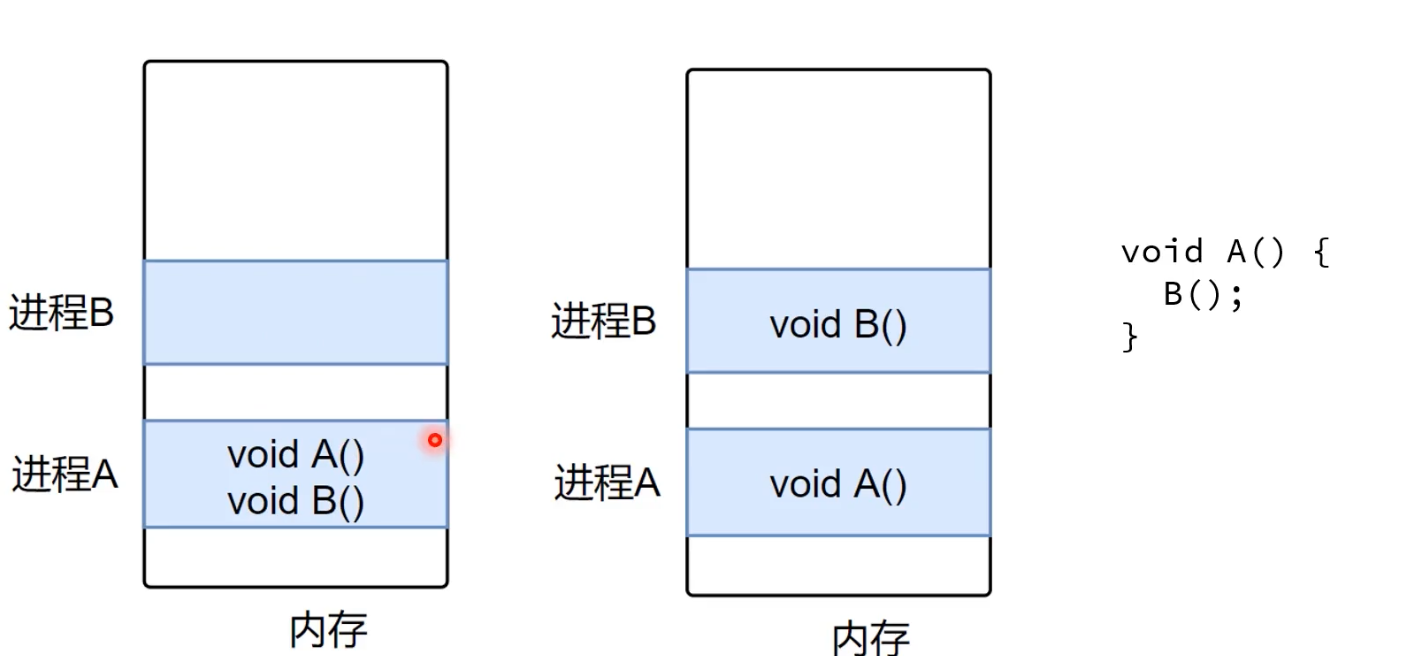 进程B
进程A
void A()
void B()
内存
进程B
void B()
进程A
void A()
内存
void A() {
  B();
}